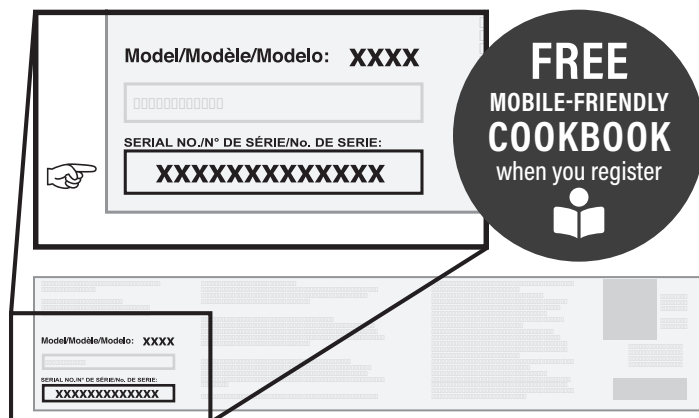 Model/Modèle/Modelo: XXXX
SERIAL NO./N° DE SÉRIE/No. DE SERIE:
XXXXXXXXXXXXX
FREE
MOBILE-FRIENDLY
COOKBOOK
when you register
Model/Modèle/Modelo: XXXX
SERIAL NO./N° DE SÉRIE/No. DE SERIE:
XXXXXXXXXXXXX